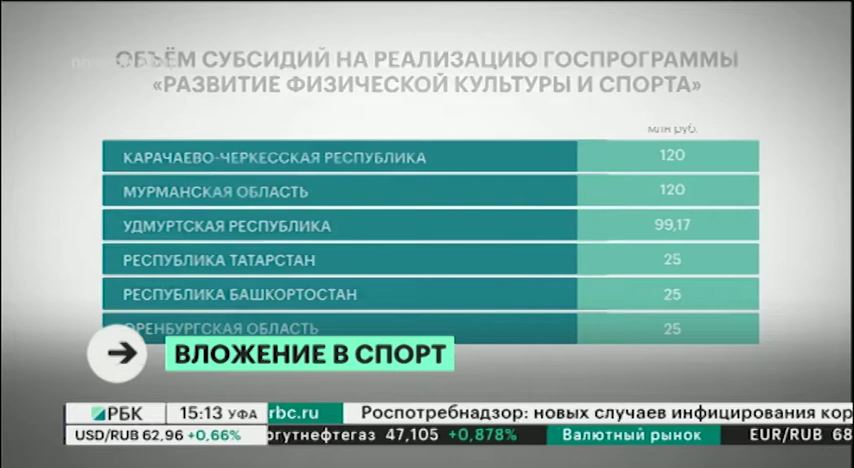 ОБЪЁМ СУБСИДИЙ НА РЕАЛИЗАЦИЮ ГОСПРОГРАММЫ
«РАЗВИТИЕ ФИЗИЧЕСКОЙ КУЛЬТУРЫ И СПОРТА»
млн руб.
КАРАЧАЕВО-ЧЕРКЕССКАЯ РЕСПУБЛИКА 120
МУРМАНСКАЯ ОБЛАСТЬ 120
УДМУРТСКАЯ РЕСПУБЛИКА 99,17
РЕСПУБЛИКА ТАТАРСТАН 25
РЕСПУБЛИКА БАШКОРТОСТАН 25
ОРЕНБУРГСКАЯ ОБЛАСТЬ 25
ВЛОЖЕНИЕ В СПОРТ
РБК 15:13 УФА rbc.ru Роспотребнадзор: новых случаев инфицирования кор
USD/RUB 62,96 +0,66% ргутнефтегаз 47,105 +0,878% Валютный рынок EUR/RUB 68